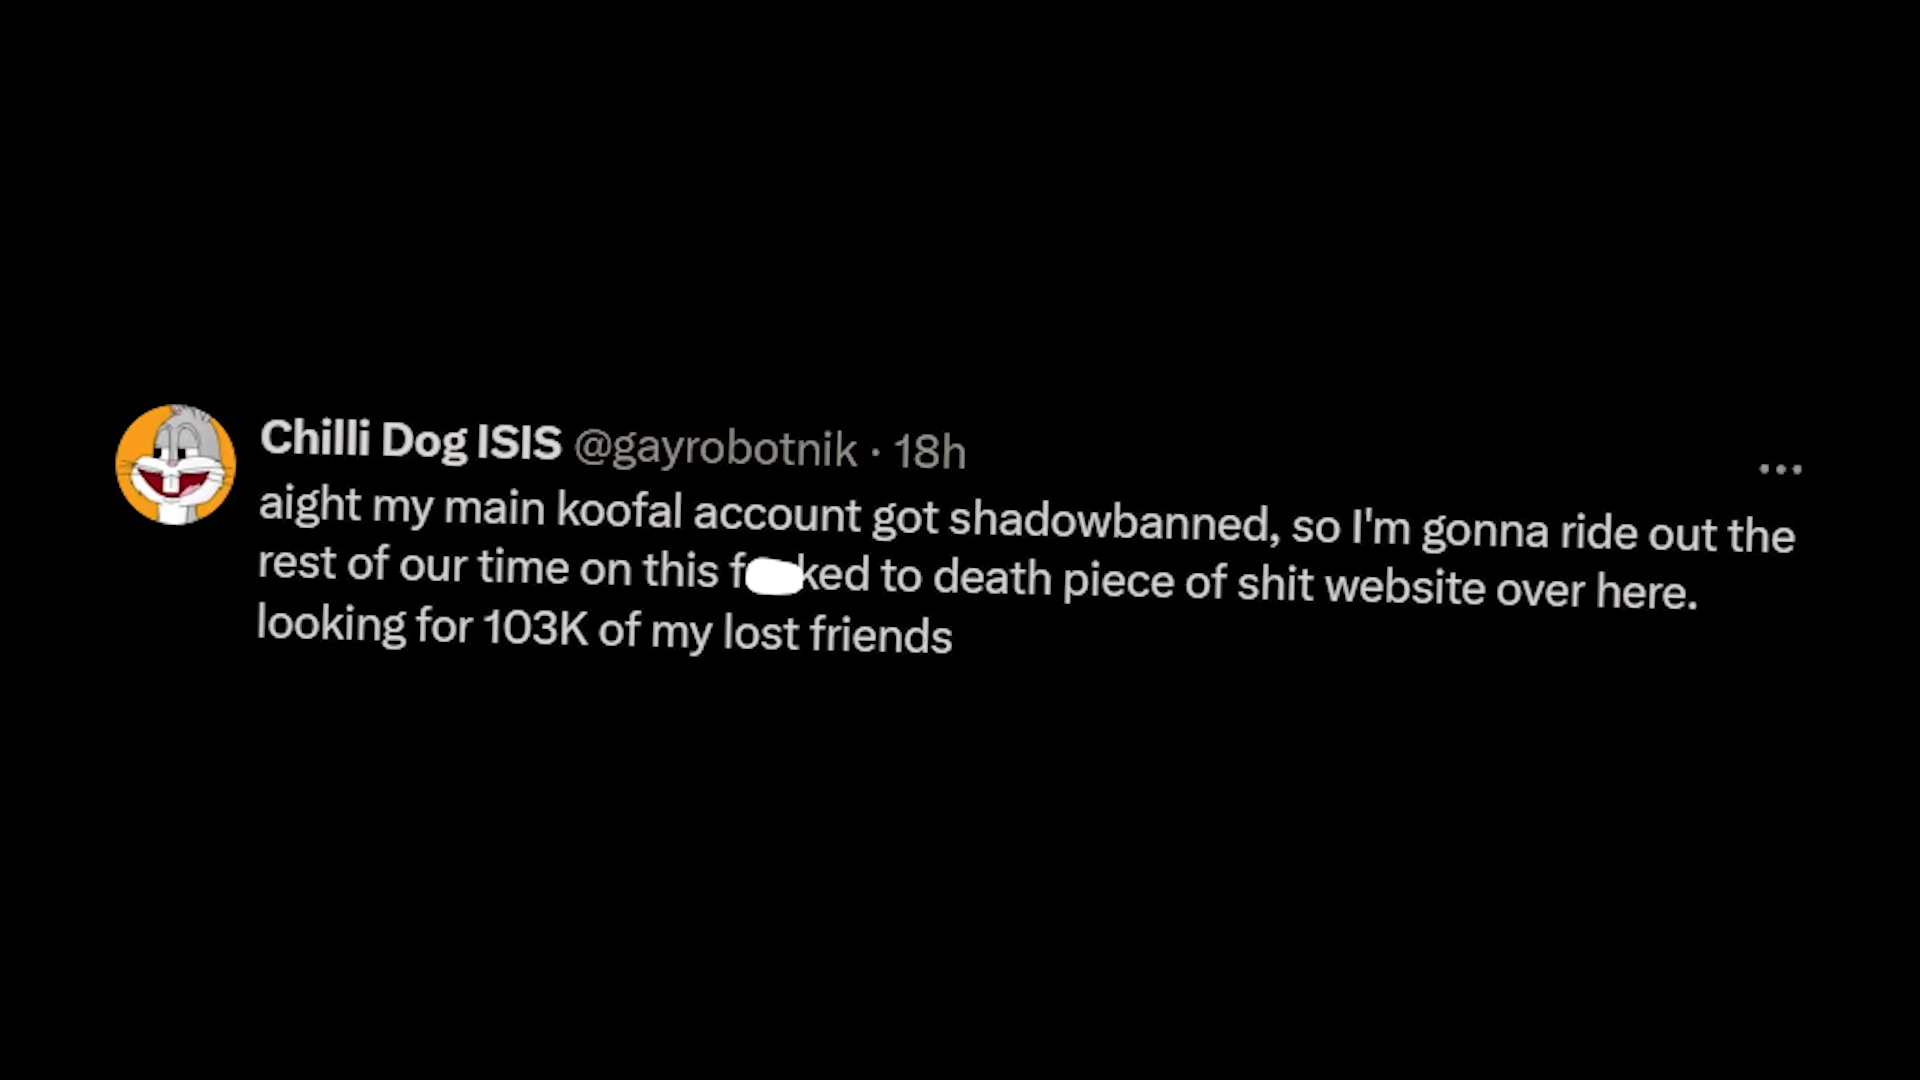 Chilli Dog ISIS @gayrobotnik · 18h
aight my main koofal account got shadowbanned, so I'm gonna ride out the
rest of our time on this f ked to death piece of shit website over here.
looking for 103K of my lost friends